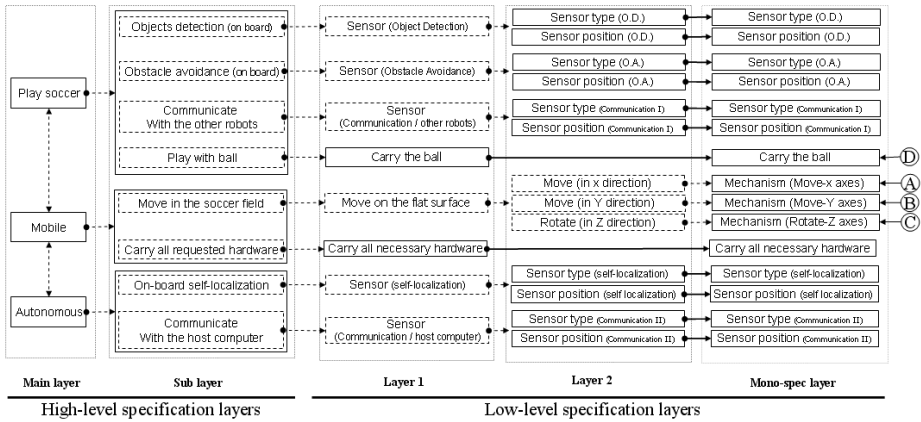 Play soccer
Mobile
Autonomous
Main layer
Objects detection (on board)
Obstacle avoidance (on board)
Communicate
With the other robots
Play with ball
Move in the soccer field
Carry all requested hardware
On-board self-localization
Communicate
With the host computer
Sub layer
High-level specification layers
Sensor (Object Detection)
Sensor (Obstacle Avoidance)
Sensor
(Communication / other robots)
Carry the ball
Move on the flat surface
Carry all necessary hardware
Sensor (self-localization)
Sensor
(Communication / host computer)
Layer 1
Sensor type (O.D.)
Sensor position (O.D.)
Sensor type (O.A.)
Sensor position (O.A.)
Sensor type (Communication I)
Sensor position (Communication I)
Move (in x direction)
Move (in Y direction)
Rotate (in Z direction)
Sensor type (self-localization)
Sensor position (self localization)
Sensor type (Communication II)
Sensor position (Communication II)
Layer 2
Sensor type (O.D.)
Sensor position (O.D.)
Sensor type (O.A.)
Sensor position (O.A.)
Sensor type (Communication I)
Sensor position (Communication I)
Carry the ball
D
Mechanism (Move-x axes)
A
Mechanism (Move-Y axes)
B
Mechanism (Rotate-Z axes)
C
Carry all necessary hardware
Sensor type (self-localization)
Sensor position (self localization)
Sensor type (Communication II)
Sensor position (Communication II)
Mono-spec layer
Low-level specification layers